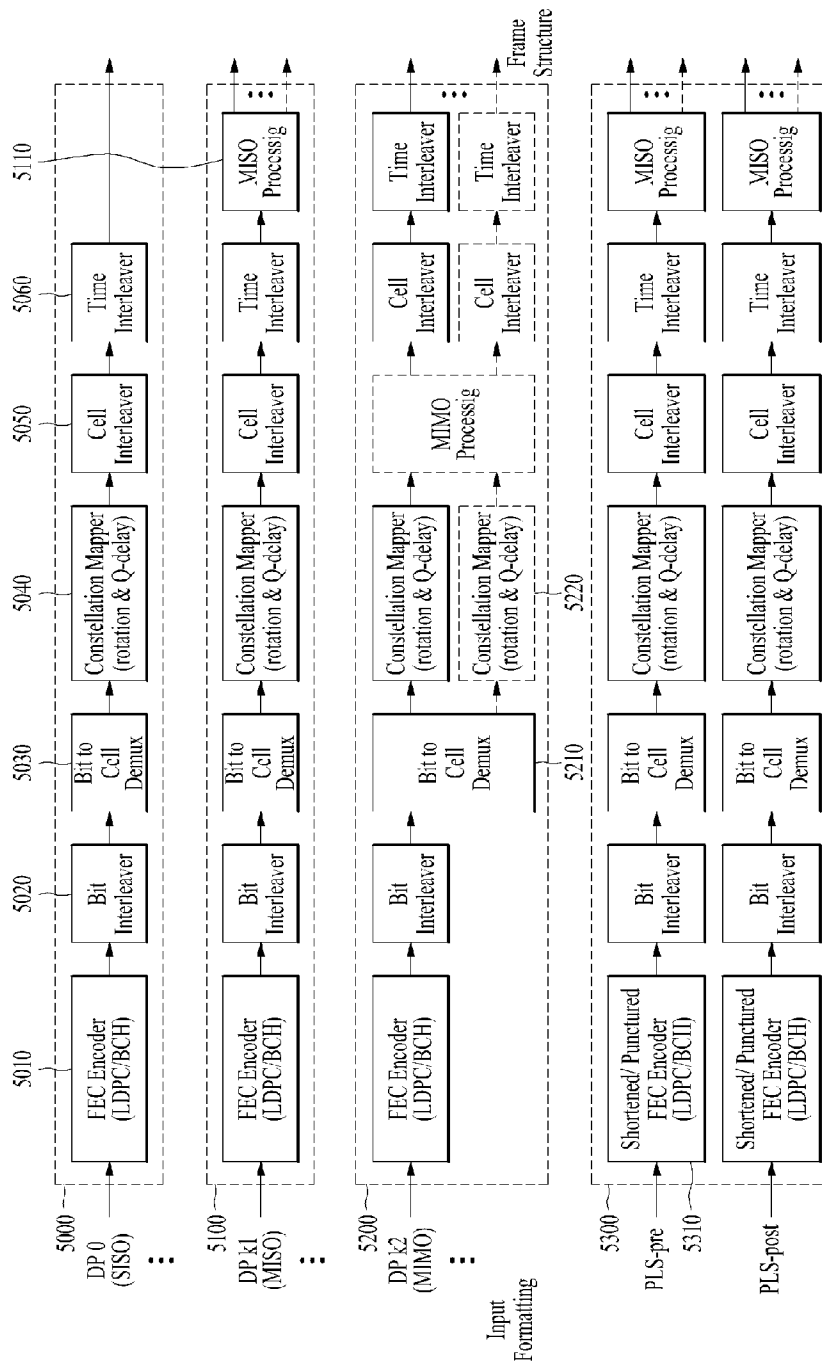 5000
DP 0
(SISO)
5010
FEC Encoder
(LDPC/BCH)
5020
Bit
Interleaver
5030
Bit to
Cell
Demux
5040
Constellation Mapper
(rotation & Q-delay)
5050
Cell
Interleaver
5060
Time
Interleaver
5110
5100
DP k1
(MISO)
FEC Encoder
(LDPC/BCH)
Bit
Interleaver
Bit to
Cell
Demux
Constellation Mapper
(rotation & Q-delay)
Cell
Interleaver
Time
Interleaver
MISO
Processig
5200
DP k2
(MIMO)
FEC Encoder
(LDPC/BCH)
Bit
Interleaver
Bit to
Cell
Demux
5210
Constellation Mapper
(rotation & Q-delay)
Constellation Mapper
(rotation & Q-delay)
5220
MIMO
Processig
Cell
Interleaver
Time
Interleaver
Cell
Interleaver
Time
Interleaver
Input
Formatting
Frame
Structure
5300
PLS-pre
Shortened/ Punctured
FEC Encoder
(LDPC/BCII)
5310
Bit
Interleaver
Bit to
Cell
Demux
Constellation Mapper
(rotation & Q-delay)
Cell
Interleaver
Time
Interleaver
MISO
Processig
PLS-post
Shortened/ Punctured
FEC Encoder
(LDPC/BCH)
Bit
Interleaver
Bit to
Cell
Demux
Constellation Mapper
(rotation & Q-delay)
Cell
Interleaver
Time
Interleaver
MISO
Processig